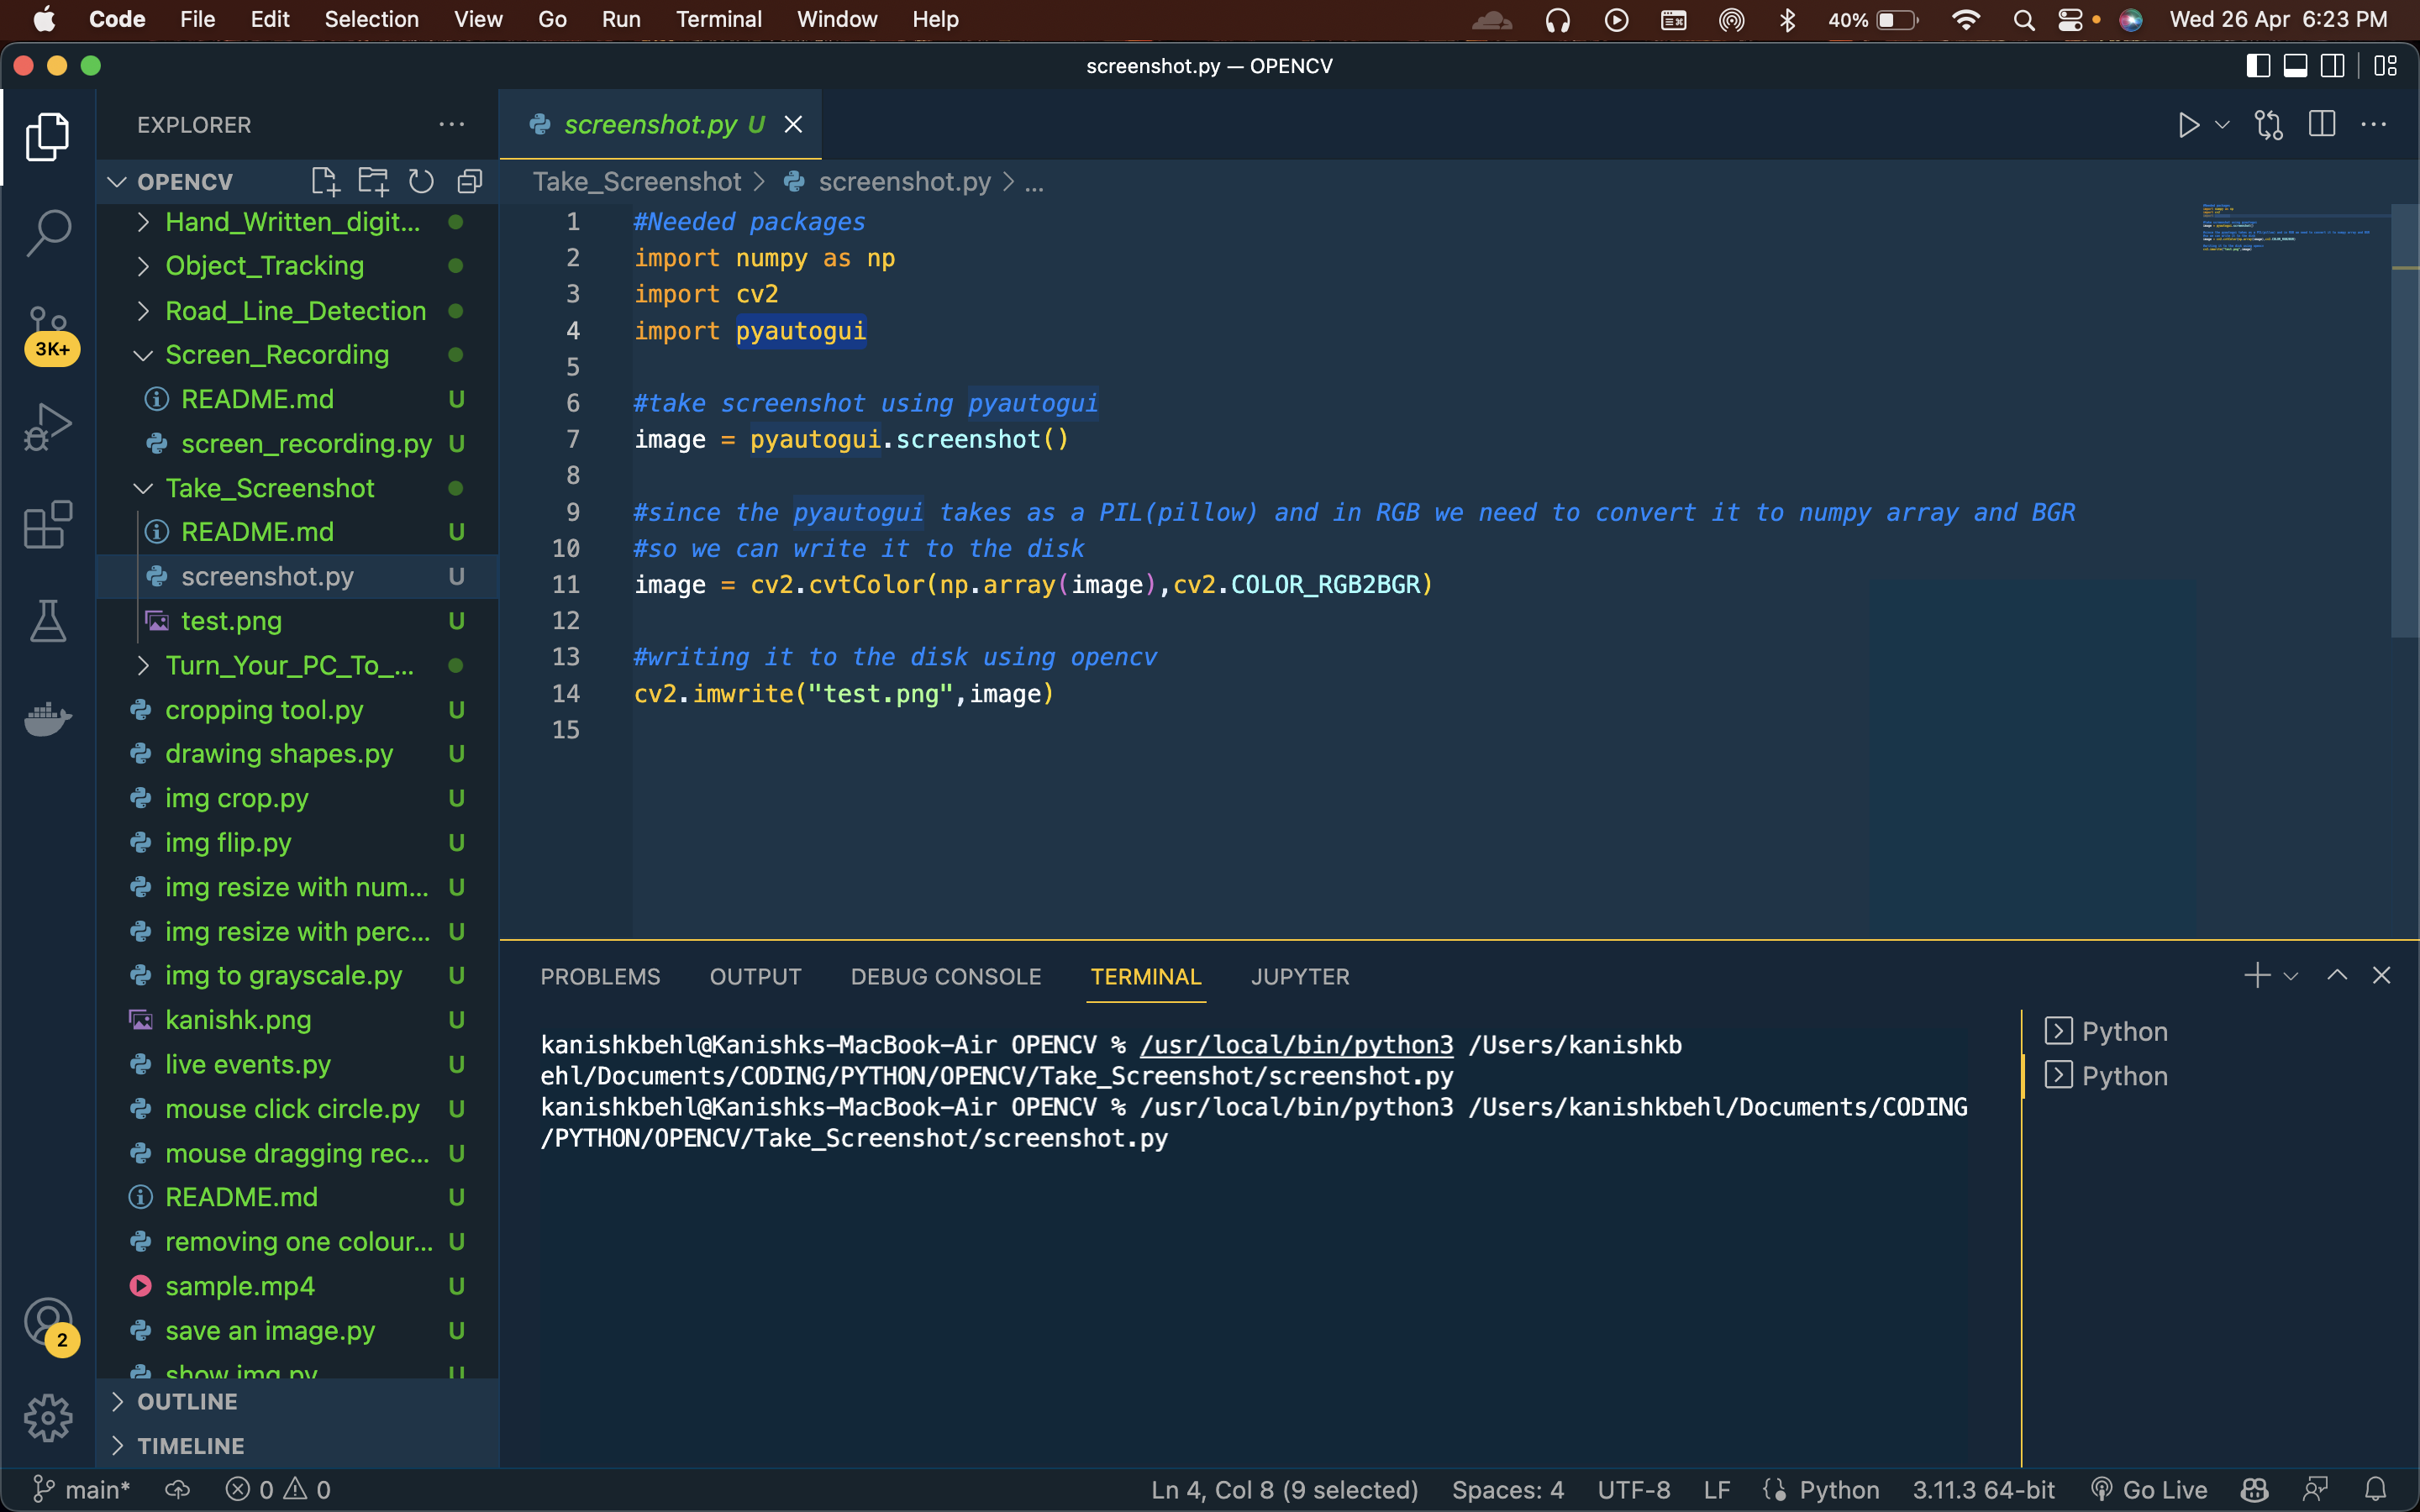 Code File Edit Selection View Go Run Terminal Window Help 40% Wed 26 Apr 6:23 PM
screenshot.py — OPENCV
EXPLORER
OPENCV
Hand_Written_digit...
Object_Tracking
Road_Line_Detection
3K+
Screen_Recording
README.md U
screen_recording.py U
Take_Screenshot
README.md U
screenshot.py U
test.png U
Turn_Your_PC_To_...
cropping tool.py U
drawing shapes.py U
img crop.py U
img flip.py U
img resize with num... U
img resize with perc... U
img to grayscale.py U
kanishk.png U
live events.py U
mouse click circle.py U
mouse dragging rec... U
README.md U
removing one colour... U
sample.mp4 U
save an image.py U
2
show img.py U
OUTLINE
TIMELINE
screenshot.py U
Take_Screenshot > screenshot.py > ...
1 #Needed packages
2 import numpy as np
3 import cv2
4 import pyautogui
5
6 #take screenshot using pyautogui
7 image = pyautogui.screenshot()
8
9 #since the pyautogui takes as a PIL(pillow) and in RGB we need to convert it to numpy array and BGR
10 #so we can write it to the disk
11 image = cv2.cvtColor(np.array(image),cv2.COLOR_RGB2BGR)
12
13 #writing it to the disk using opencv
14 cv2.imwrite("test.png",image)
15
PROBLEMS OUTPUT DEBUG CONSOLE TERMINAL JUPYTER
kanishkbehl@Kanishks-MacBook-Air OPENCV % /usr/local/bin/python3 /Users/kanishkb
ehl/Documents/CODING/PYTHON/OPENCV/Take_Screenshot/screenshot.py
kanishkbehl@Kanishks-MacBook-Air OPENCV % /usr/local/bin/python3 /Users/kanishkbehl/Documents/CODING
/PYTHON/OPENCV/Take_Screenshot/screenshot.py
Python
Python
main* 0 0 Ln 4, Col 8 (9 selected) Spaces: 4 UTF-8 LF Python 3.11.3 64-bit Go Live